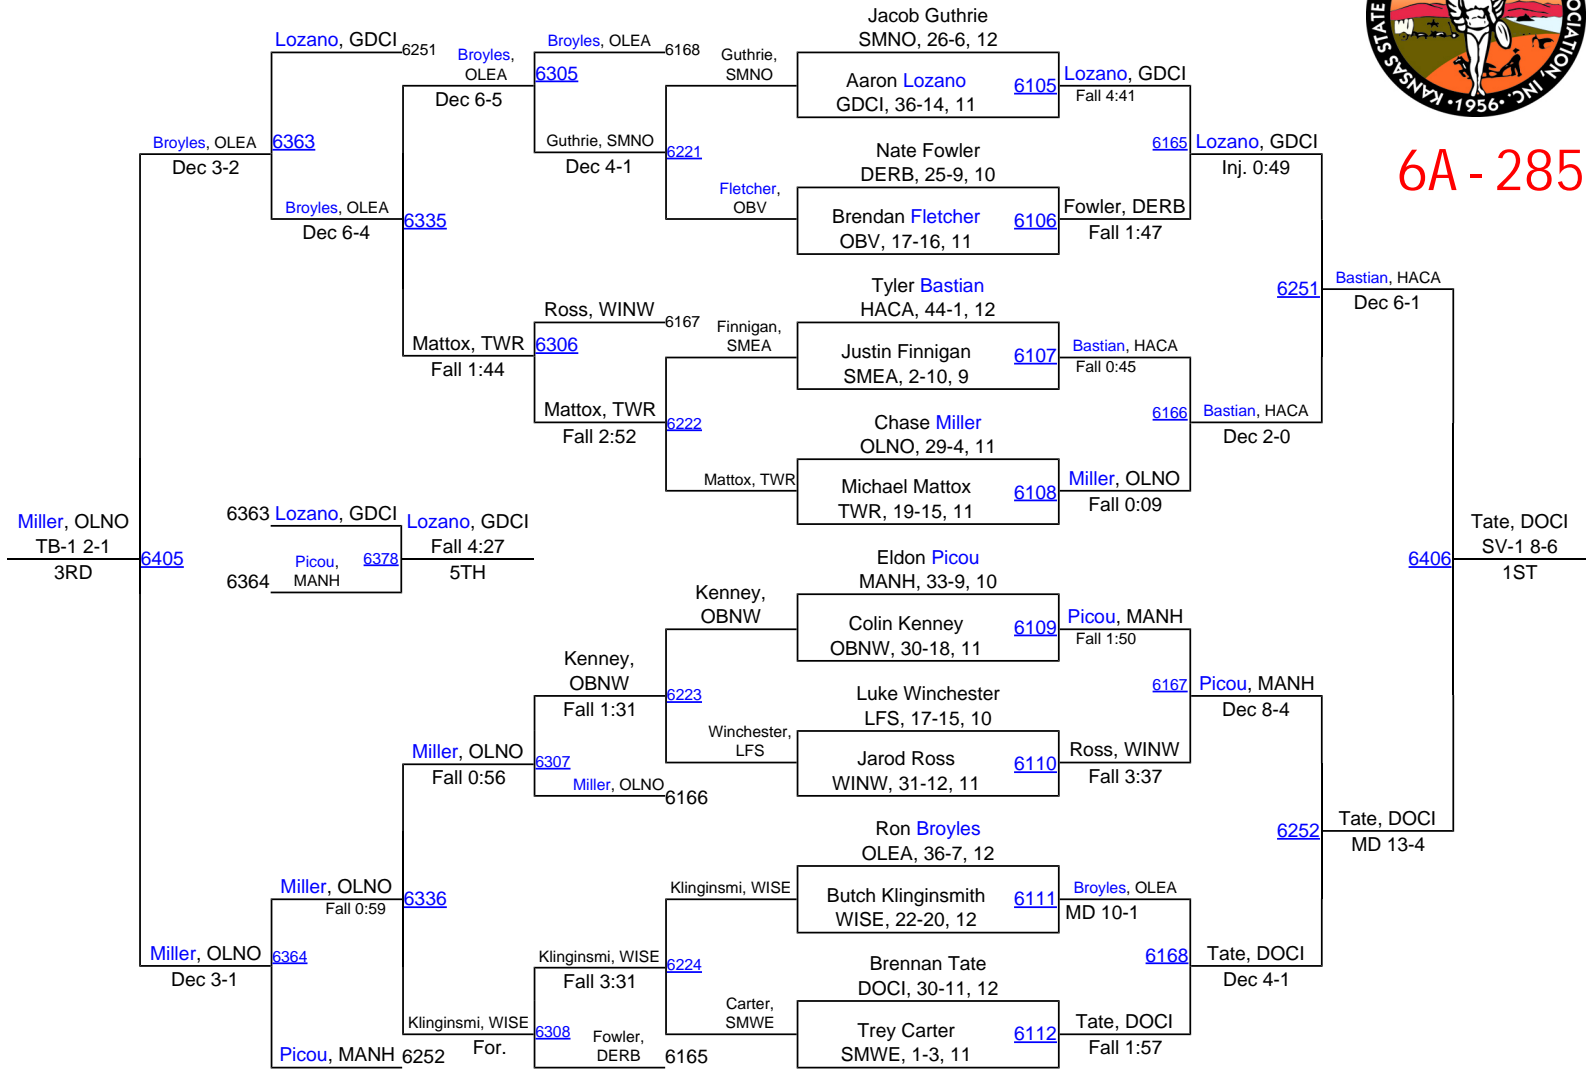 Jacob Guthrie
SMNO, 26-6, 12
Aaron Lozano
GDCI, 36-14, 11
6105
Lozano, GDCI
Fall 4:41
Nate Fowler
DERB, 25-9, 10
Brendan Fletcher
OBV, 17-16, 11
6106
Fowler, DERB
Fall 1:47
6165
Lozano, GDCI
Inj. 0:49
Tyler Bastian
HACA, 44-1, 12
Justin Finnigan
SMEA, 2-10, 9
6107
Bastian, HACA
Fall 0:45
Chase Miller
OLNO, 29-4, 11
Michael Mattox
TWR, 19-15, 11
6108
Miller, OLNO
Fall 0:09
6166
Bastian, HACA
Dec 2-0
6251
Bastian, HACA
Dec 6-1
Eldon Picou
MANH, 33-9, 10
Colin Kenney
OBNW, 30-18, 11
6109
Picou, MANH
Fall 1:50
Luke Winchester
LFS, 17-15, 10
Jarod Ross
WINW, 31-12, 11
6110
Ross, WINW
Fall 3:37
6167
Picou, MANH
Dec 8-4
Ron Broyles
OLEA, 36-7, 12
Butch Klinginsmith
WISE, 22-20, 12
6111
Broyles, OLEA
MD 10-1
Brennan Tate
DOCI, 30-11, 12
Trey Carter
SMWE, 1-3, 11
6112
Tate, DOCI
Fall 1:57
6168
Tate, DOCI
Dec 4-1
6252
Tate, DOCI
MD 13-4
6406
Tate, DOCI
SV-1 8-6
1ST
KANSAS STATE
OCIATION, INC.
•1956•
6A - 285
Guthrie,
SMNO
6221
Fletcher,
OBV
Guthrie, SMNO
Dec 4-1
Broyles, OLEA
6168
6305
Broyles,
OLEA
Dec 6-5
Finnigan,
SMEA
6222
Mattox, TWR
Mattox, TWR
Fall 2:52
Ross, WINW
6167
6306
Mattox, TWR
Fall 1:44
6335
Broyles, OLEA
Dec 6-4
Lozano, GDCI
6251
6363
Broyles, OLEA
Dec 3-2
6363
Lozano, GDCI
6364
Picou,
MANH
6378
Lozano, GDCI
Fall 4:27
5TH
Kenney,
OBNW
6223
Winchester,
LFS
Kenney,
OBNW
Fall 1:31
6307
Miller, OLNO
6166
Miller, OLNO
Fall 0:56
Klinginsmi, WISE
6224
Carter,
SMWE
Klinginsmi, WISE
Fall 3:31
6308
Fowler,
DERB
6165
Klinginsmi, WISE
For.
6336
Miller, OLNO
Fall 0:59
6364
Picou, MANH
6252
Miller, OLNO
Dec 3-1
6405
Miller, OLNO
TB-1 2-1
3RD